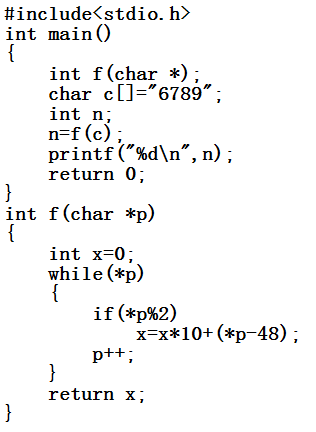 #include<stdio.h>
int main()
{
    int f(char *);
    char c[]="6789";
    int n;
    n=f(c);
    printf("%d\n",n);
    return 0;
}
int f(char *p)
{
    int x=0;
    while(*p)
    {
        if(*p%2)
            x=x*10+(*p-48);
        p++;
    }
    return x;
}